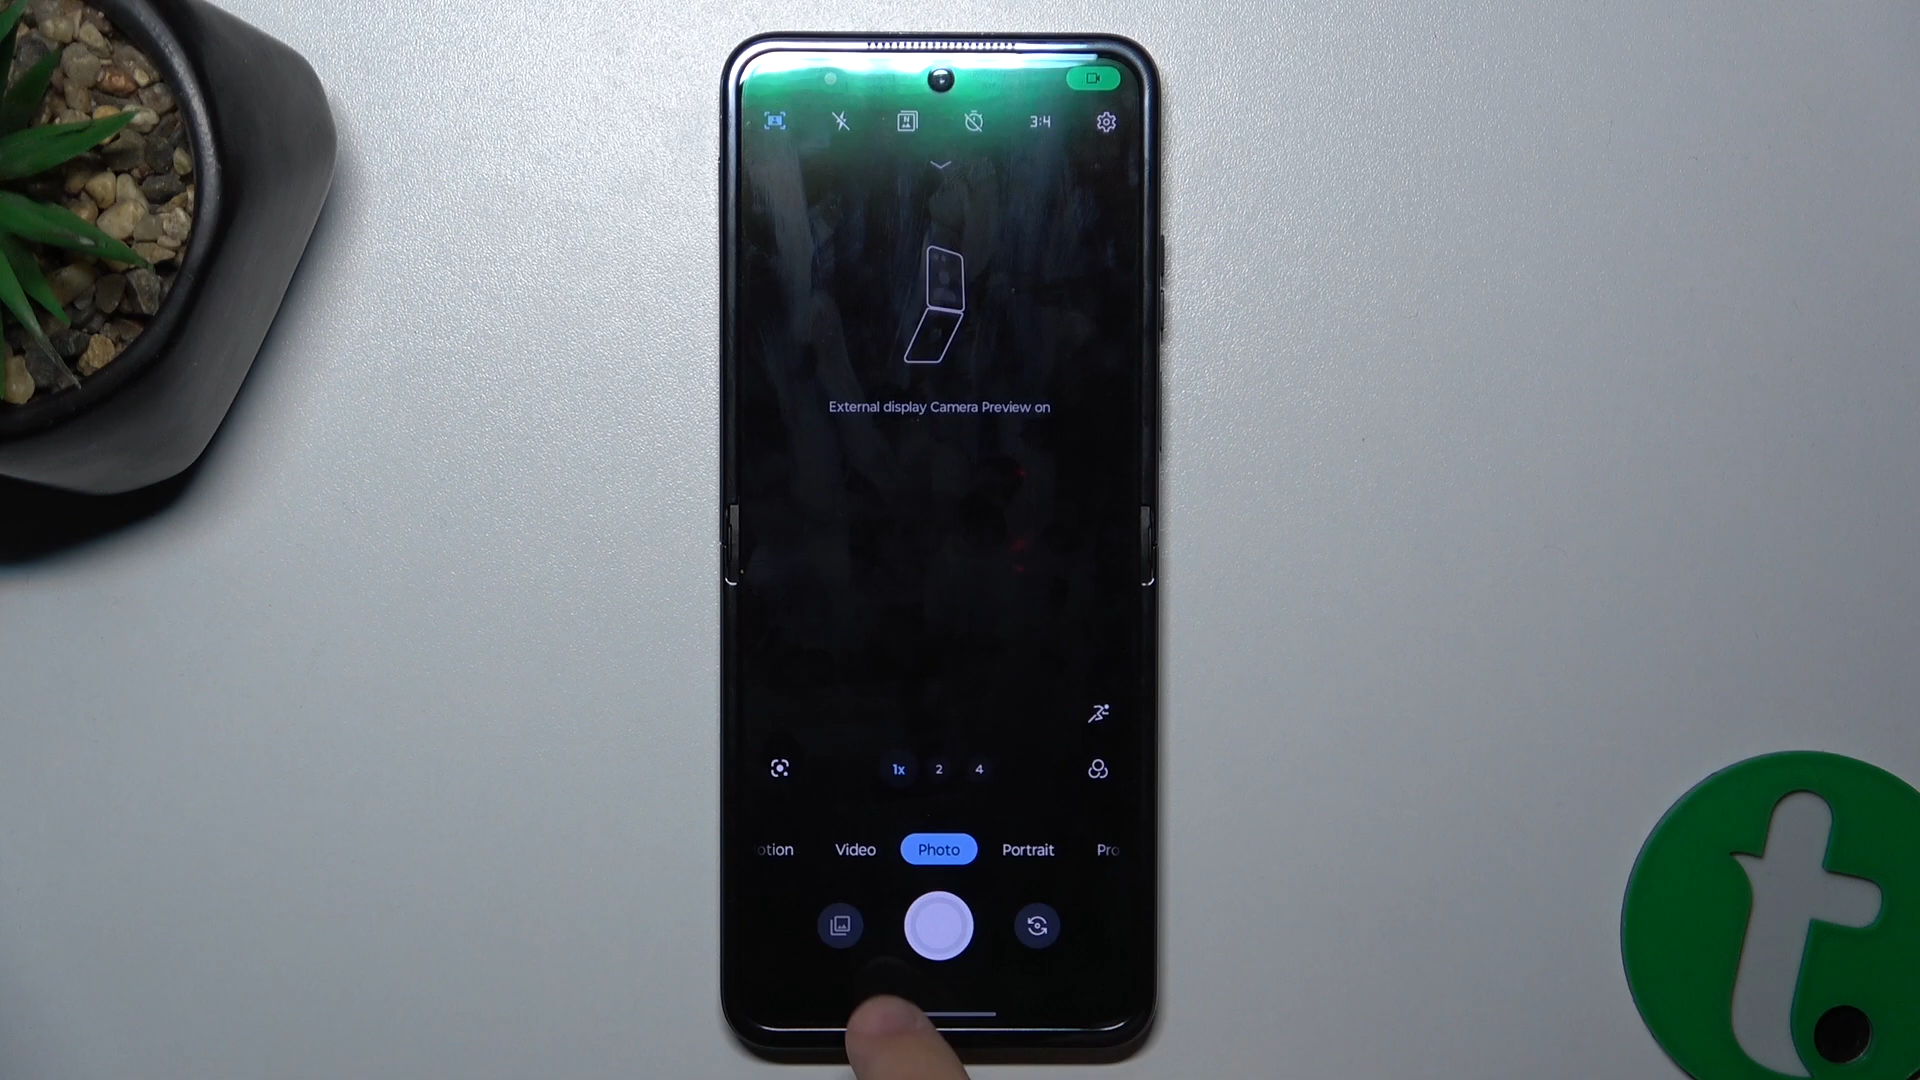 3:4
External display Camera Preview on
1x 2 4
otion Video Photo Portrait Pro
t